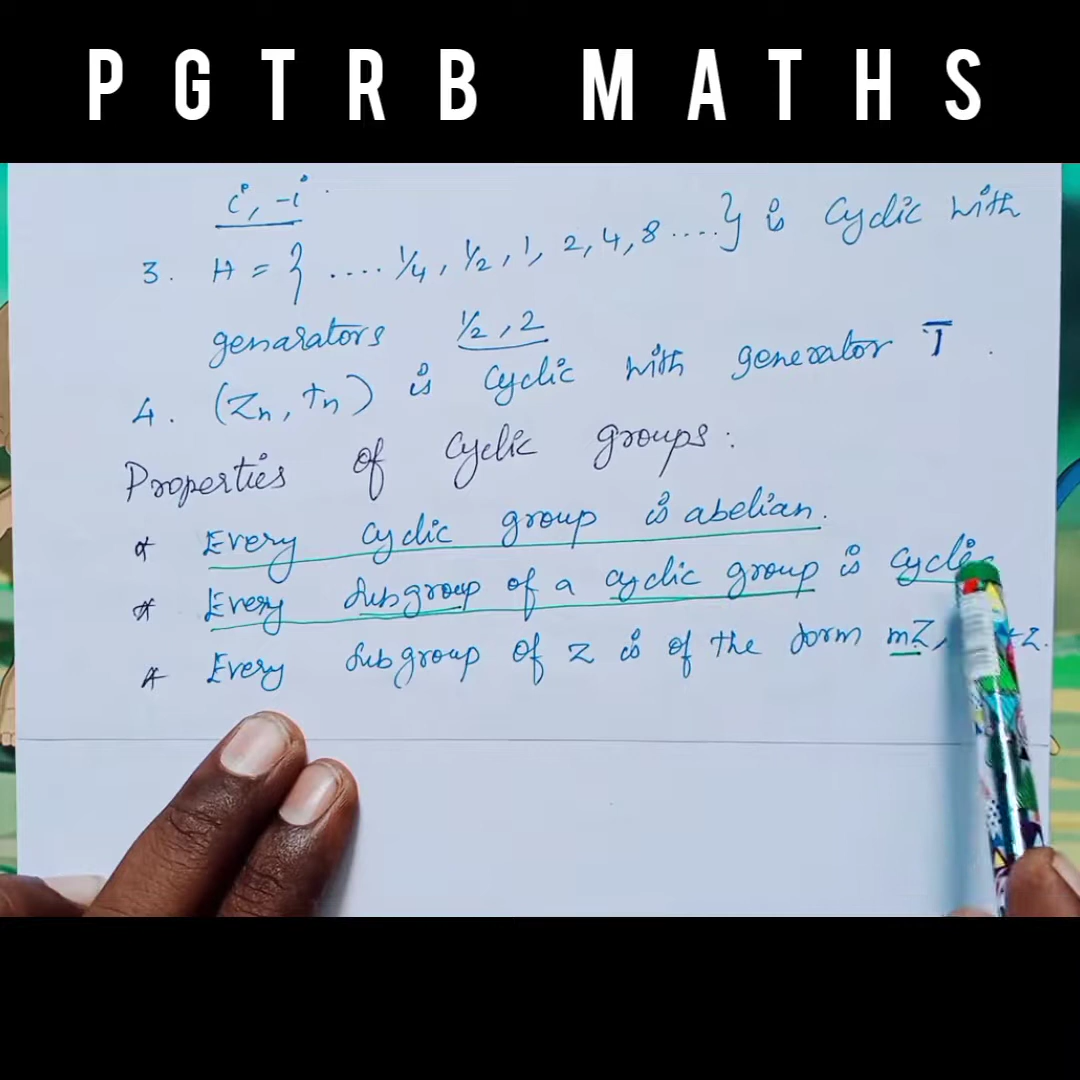 PGTRB MATHS
i, -i .
3. H = { .... 1/4, 1/2, 1, 2, 4, 8 ....} is cyclic with
genarators 1/2, 2
4. (Zn, +n) is cyclic with generator 1̅ .
Properties of cyclic groups:
* Every cyclic group is abelian.
* Every subgroup of a cyclic group is cyclic
* Every subgroup of Z is of the form mZ, +Z.